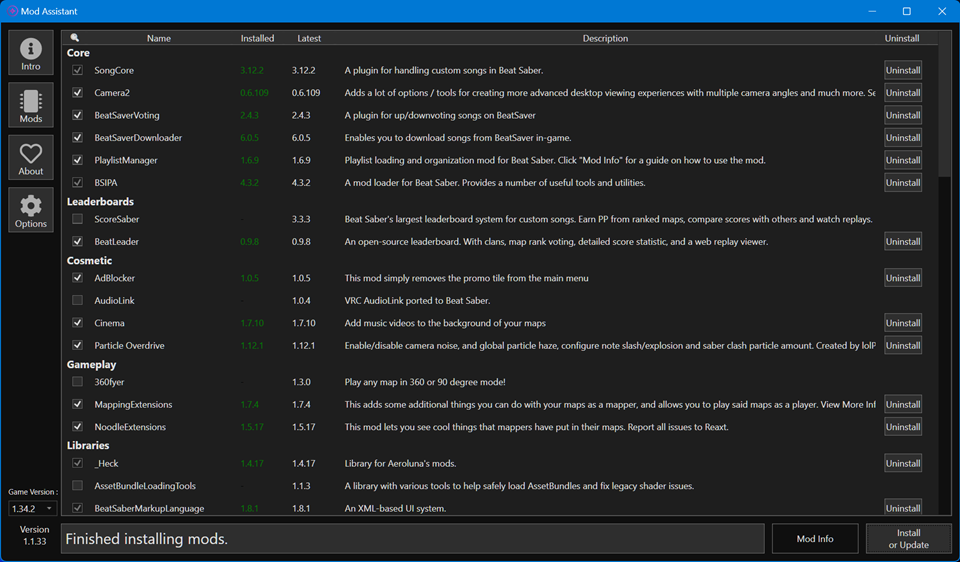 Mod Assistant
Name Installed Latest Description Uninstall
Intro
Mods
About
Options
Core
SongCore 3.12.2 3.12.2 A plugin for handling custom songs in Beat Saber. Uninstall
Camera2 0.6.109 0.6.109 Adds a lot of options / tools for creating more advanced desktop viewing experiences with multiple camera angles and much more. Se Uninstall
BeatSaverVoting 2.4.3 2.4.3 A plugin for up/downvoting songs on BeatSaver Uninstall
BeatSaverDownloader 6.0.5 6.0.5 Enables you to download songs from BeatSaver in-game. Uninstall
PlaylistManager 1.6.9 1.6.9 Playlist loading and organization mod for Beat Saber. Click "Mod Info" for a guide on how to use the mod. Uninstall
BSIPA 4.3.2 4.3.2 A mod loader for Beat Saber. Provides a number of useful tools and utilities. Uninstall
Leaderboards
ScoreSaber - 3.3.3 Beat Saber's largest leaderboard system for custom songs. Earn PP from ranked maps, compare scores with others and watch replays.
BeatLeader 0.9.8 0.9.8 An open-source leaderboard. With clans, map rank voting, detailed score statistic, and a web replay viewer. Uninstall
Cosmetic
AdBlocker 1.0.5 1.0.5 This mod simply removes the promo tile from the main menu Uninstall
AudioLink - 1.0.4 VRC AudioLink ported to Beat Saber.
Cinema 1.7.10 1.7.10 Add music videos to the background of your maps Uninstall
Particle Overdrive 1.12.1 1.12.1 Enable/disable camera noise, and global particle haze, configure note slash/explosion and saber clash particle amount. Created by lolP Uninstall
Gameplay
360fyer - 1.3.0 Play any map in 360 or 90 degree mode!
MappingExtensions 1.7.4 1.7.4 This adds some additional things you can do with your maps as a mapper, and allows you to play said maps as a player. View More Inf Uninstall
NoodleExtensions 1.5.17 1.5.17 This mod lets you see cool things that mappers have put in their maps. Report all issues to Reaxt. Uninstall
Libraries
_Heck 1.4.17 1.4.17 Library for Aeroluna's mods. Uninstall
AssetBundleLoadingTools - 1.1.3 A library with various tools to help safely load AssetBundles and fix legacy shader issues.
BeatSaberMarkupLanguage 1.8.1 1.8.1 An XML-based UI system. Uninstall
Game Version :
1.34.2
Version
1.1.33
Finished installing mods.
Mod Info
Install
or Update